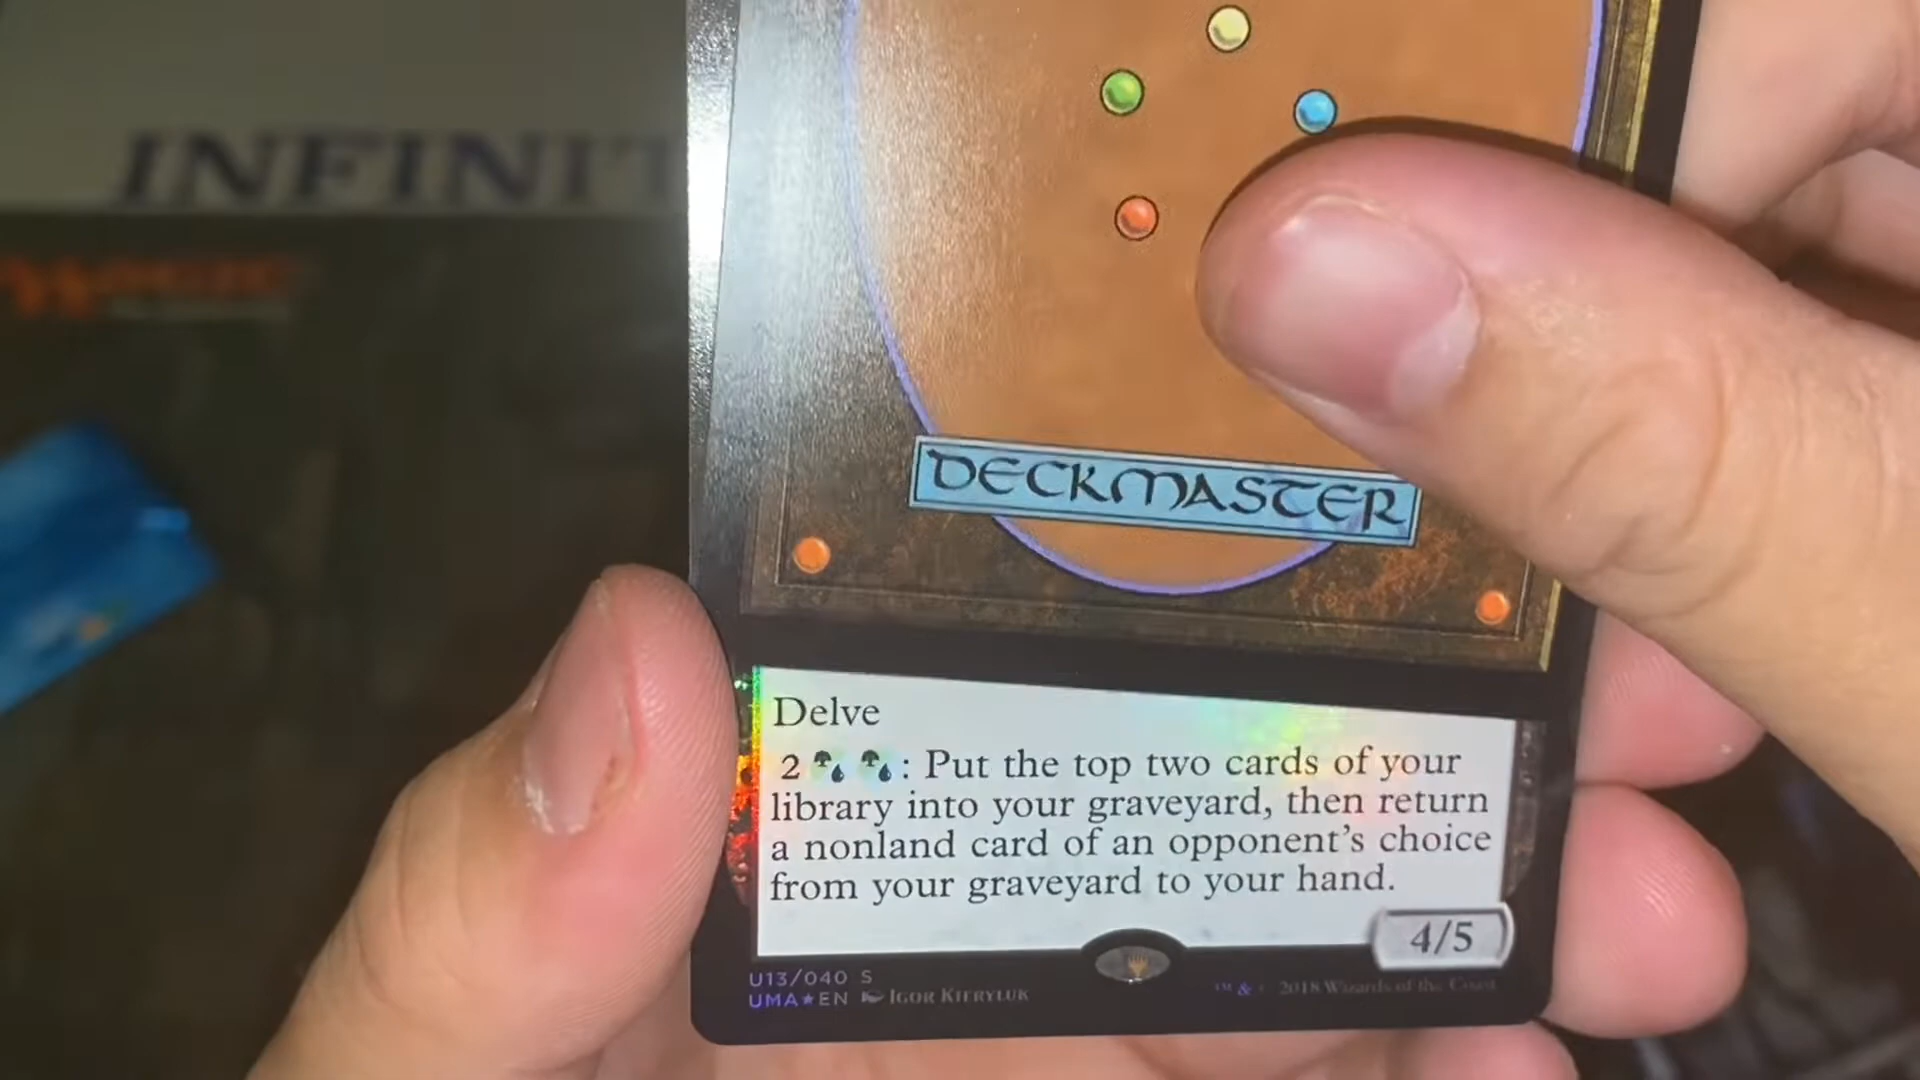 INFINIT
MAGIC
DECKMASTER
Delve
2 : Put the top two cards of your
library into your graveyard, then return
a nonland card of an opponent's choice
from your graveyard to your hand.
4/5
U13/040 S
UMA★EN IGOR KIERYLUK
™ & © 2018 Wizards of the Coast